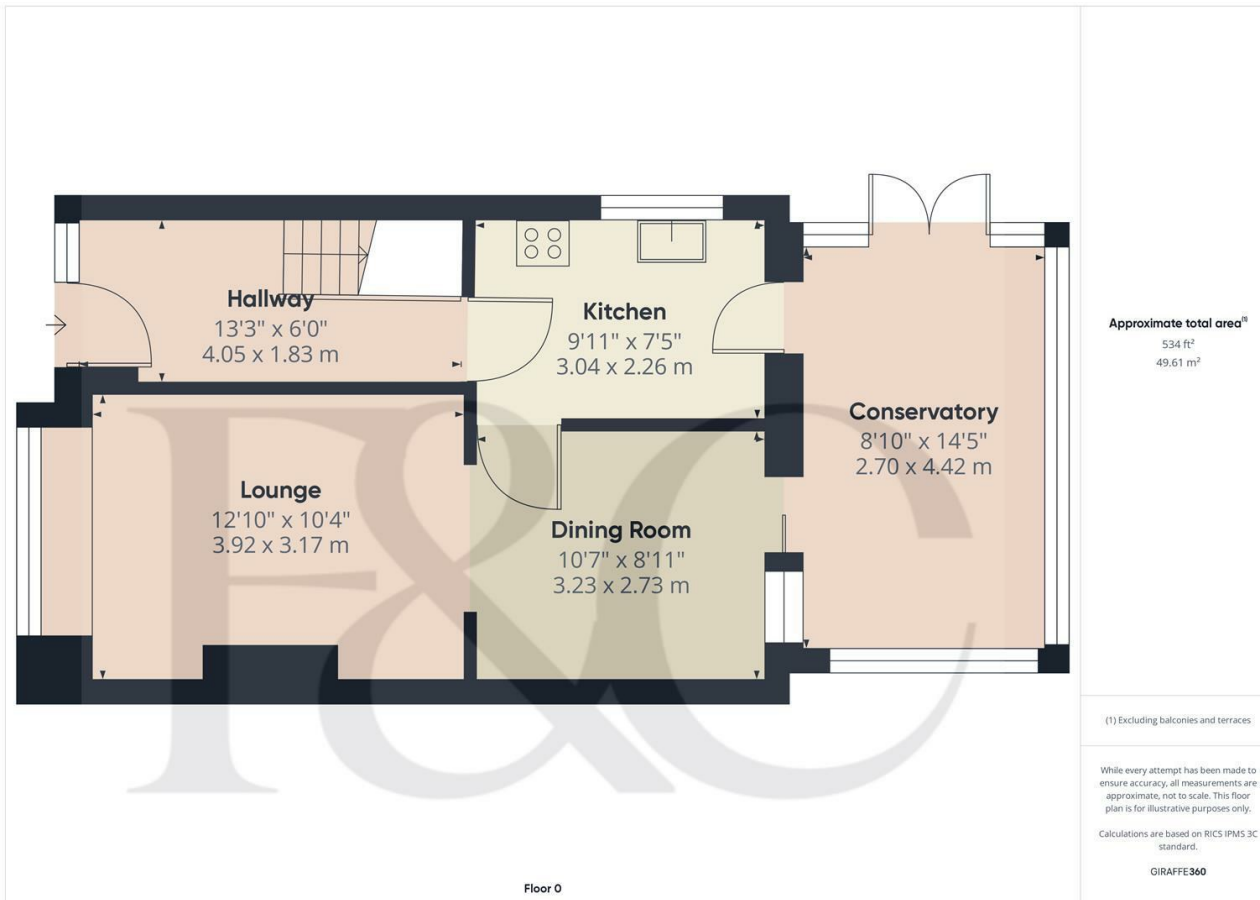 Hallway
13'3" x 6'0"
4.05 x 1.83 m
Kitchen
9'11" x 7'5"
3.04 x 2.26 m
Conservatory
8'10" x 14'5"
2.70 x 4.42 m
Lounge
12'10" x 10'4"
3.92 x 3.17 m
Dining Room
10'7" x 8'11"
3.23 x 2.73 m
F&C
Floor 0
Approximate total area(1)
534 ft²
49.61 m²
(1) Excluding balconies and terraces
While every attempt has been made to
ensure accuracy, all measurements are
approximate, not to scale. This floor
plan is for illustrative purposes only.
Calculations are based on RICS IPMS 3C
standard.
GIRAFFE360